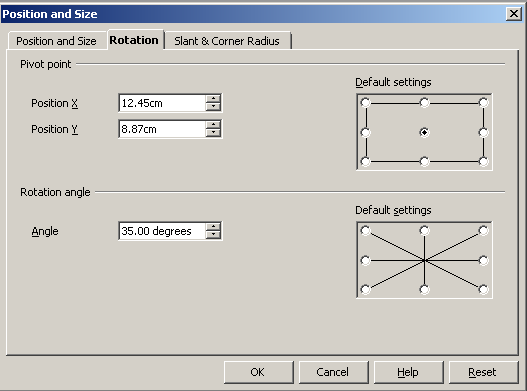 Position and Size
Position and Size Rotation Slant & Corner Radius
Pivot point
Default settings
Position X 12.45cm
Position Y 8.87cm
Rotation angle
Default settings
Angle 35.00 degrees
OK Cancel Help Reset